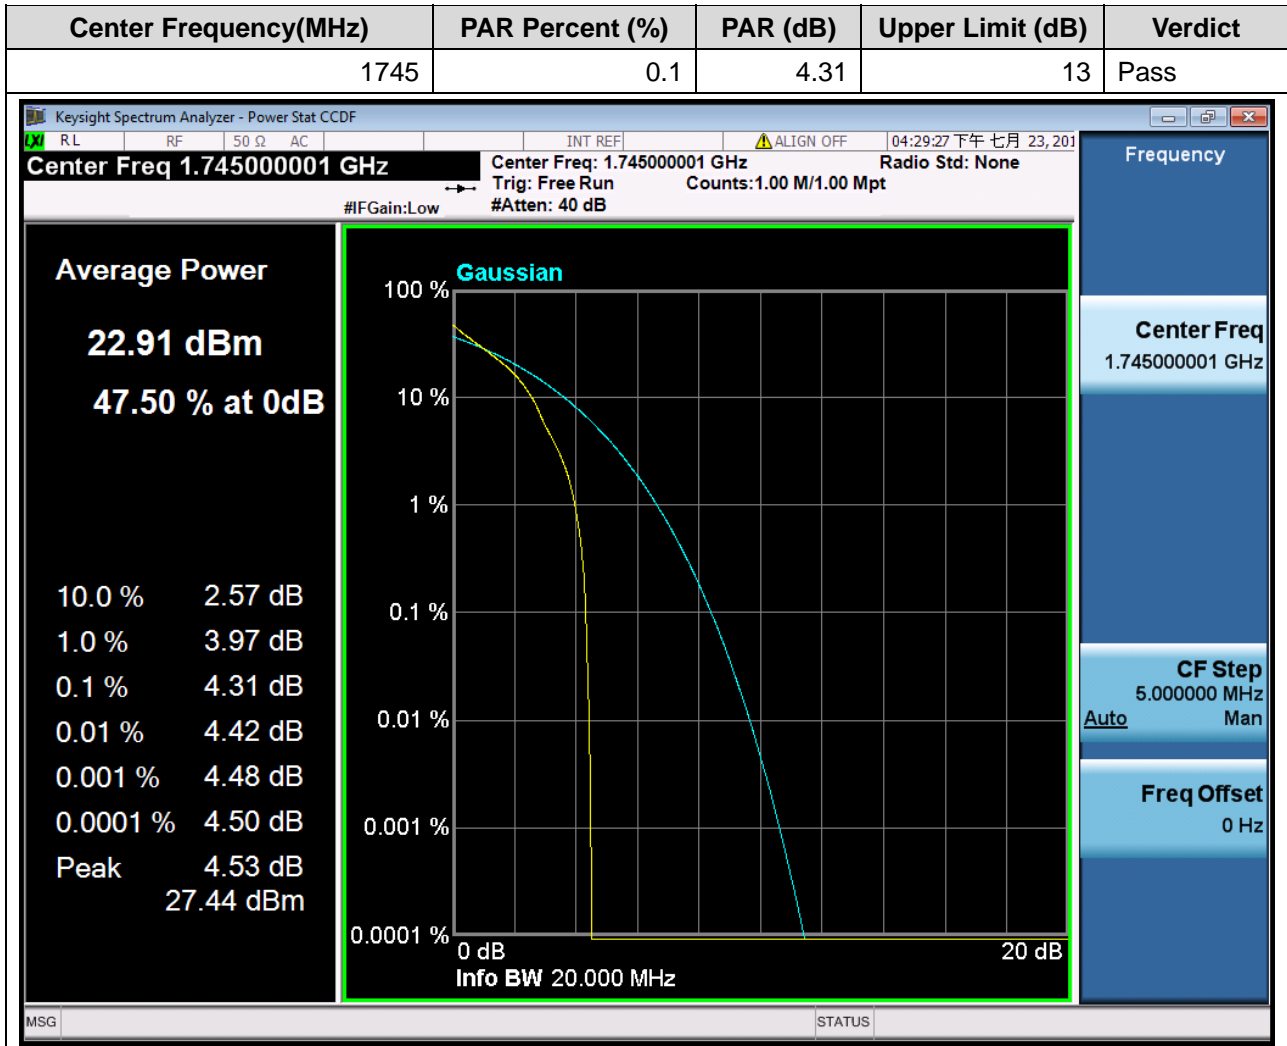 Center Frequency(MHz) PAR Percent (%) PAR (dB) Upper Limit (dB) Verdict
1745 0.1 4.31 13 Pass
Keysight Spectrum Analyzer - Power Stat CCDF
LXI RL RF 50 Ω AC INT REF ALIGN OFF 04:29:27 下午 七月 23, 201
Center Freq 1.745000001 GHz
Center Freq: 1.745000001 GHz Radio Std: None
Trig: Free Run Counts:1.00 M/1.00 Mpt
#IFGain:Low #Atten: 40 dB
Average Power
22.91 dBm
47.50 % at 0dB
10.0 % 2.57 dB
1.0 % 3.97 dB
0.1 % 4.31 dB
0.01 % 4.42 dB
0.001 % 4.48 dB
0.0001 % 4.50 dB
Peak 4.53 dB
27.44 dBm
Gaussian
100 %
10 %
1 %
0.1 %
0.01 %
0.001 %
0.0001 %
0 dB 20 dB
Info BW 20.000 MHz
Frequency
Center Freq
1.745000001 GHz
CF Step
5.000000 MHz
Auto Man
Freq Offset
0 Hz
MSG STATUS